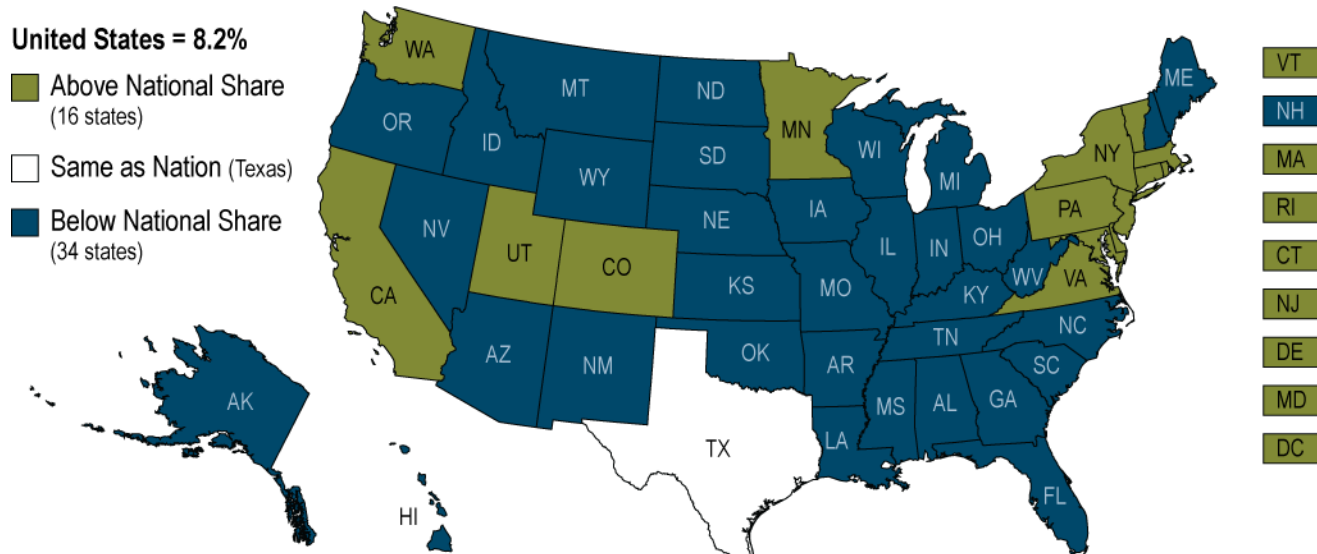 United States = 8.2%
Above National Share
(16 states)
Same as Nation (Texas)
Below National Share
(34 states)
WA
OR
CA
NV
ID
MT
WY
UT
CO
AZ
NM
ND
SD
NE
KS
OK
TX
MN
IA
MO
AR
LA
WI
IL
MI
IN
OH
KY
TN
MS
AL
GA
FL
SC
NC
VA
WV
PA
NY
ME
AK
HI
VT
NH
MA
RI
CT
NJ
DE
MD
DC